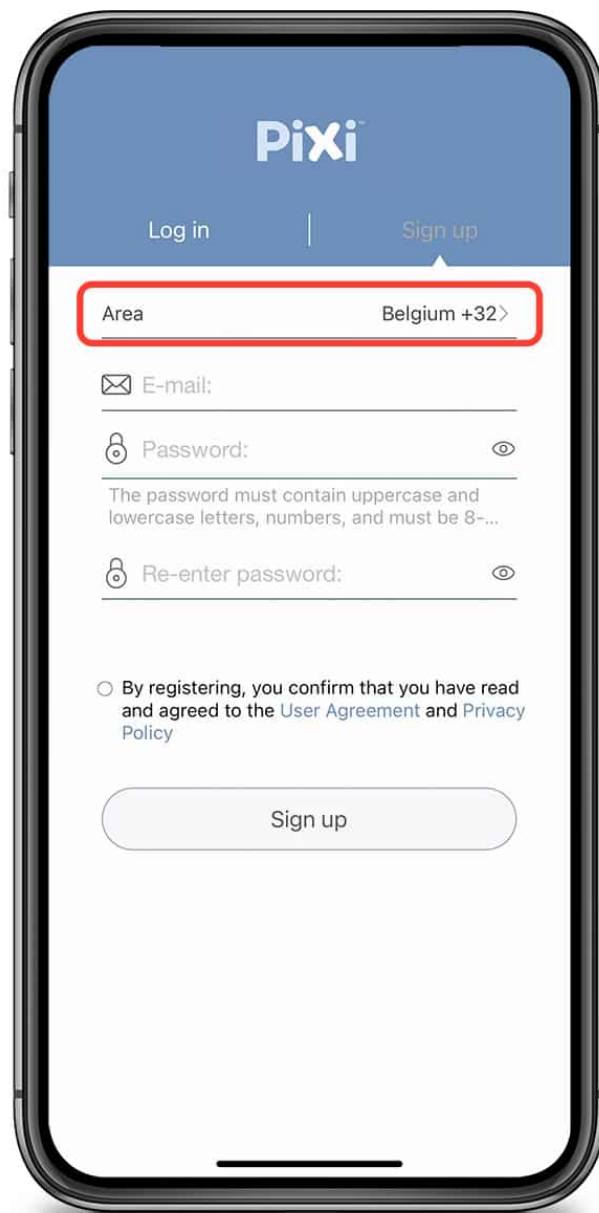 PiXi™
Log in
Sign up
Area
Belgium +32
E-mail:
Password:
The password must contain uppercase and
lowercase letters, numbers, and must be 8-...
Re-enter password:
By registering, you confirm that you have read
and agreed to the User Agreement and Privacy
Policy
Sign up